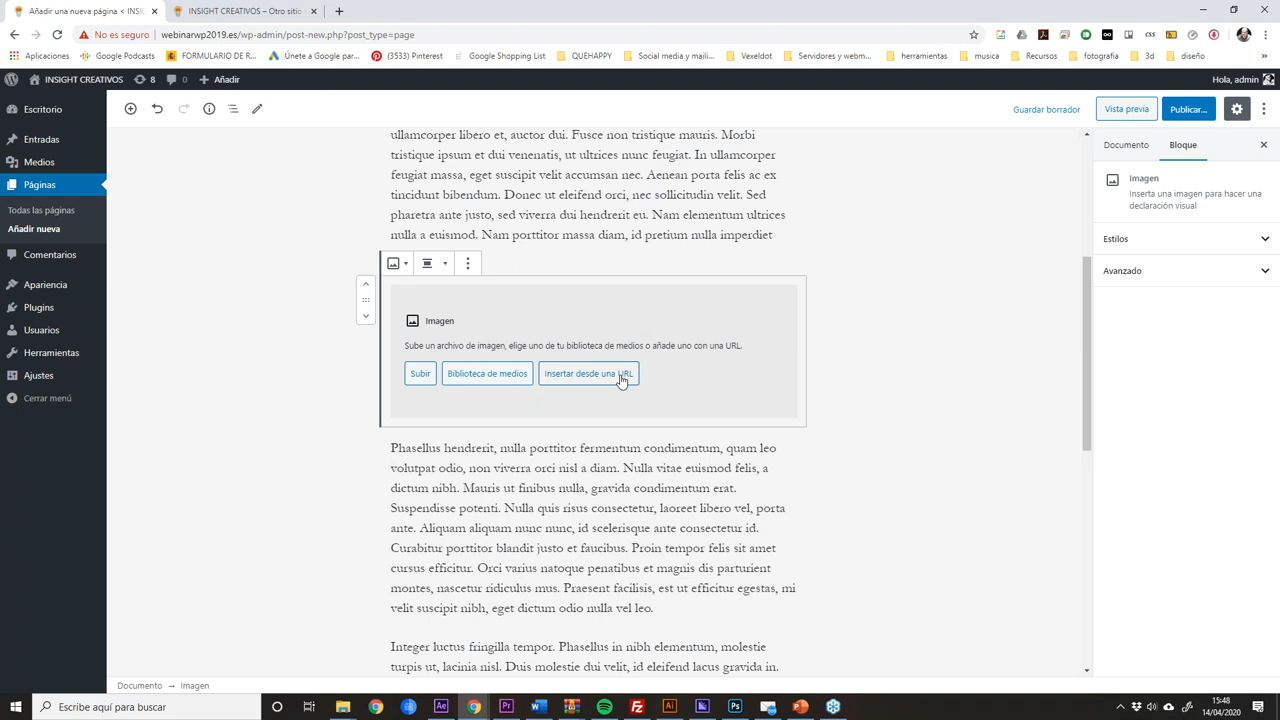 Añadir una nueva página < INSI
INSIGHT CREATIVOS – Otro sitio
No es seguro
webinarwp2019.es/wp-admin/post-new.php?post_type=page
Aplicaciones
Google Podcasts
FORMULARIO DE R...
Únete a Google par...
(3533) Pinterest
Google Shopping List
QUEHAPPY
Social media y maili...
Vexeldot
Servidores y webm...
herramientas
musica
Recursos
fotografía
3d
diseño
INSIGHT CREATIVOS
8
0
Añadir
Hola, admin
Escritorio
Entradas
Medios
Páginas
Todas las páginas
Añadir nueva
Comentarios
Apariencia
Plugins
Usuarios
Herramientas
Ajustes
Cerrar menú
Guardar borrador
Vista previa
Publicar...
ullamcorper libero et, auctor dui. Fusce non tristique mauris. Morbi
tristique ipsum et dui venenatis, ut ultrices nunc feugiat. In ullamcorper
feugiat massa, eget suscipit velit accumsan nec. Aenean porta felis ac ex
tincidunt bibendum. Donec ut eleifend orci, nec sollicitudin velit. Sed
pharetra ante justo, sed viverra dui hendrerit eu. Nam elementum ultrices
nulla a euismod. Nam porttitor massa diam, id pretium nulla imperdiet
Imagen
Sube un archivo de imagen, elige uno de tu biblioteca de medios o añade uno con una URL.
Subir
Biblioteca de medios
Insertar desde una URL
Phasellus hendrerit, nulla porttitor fermentum condimentum, quam leo
volutpat odio, non viverra orci nisl a diam. Nulla vitae euismod felis, a
dictum nibh. Mauris ut finibus nulla, gravida condimentum erat.
Suspendisse potenti. Nulla quis risus consectetur, laoreet libero vel, porta
ante. Aliquam aliquam nunc nunc, id scelerisque ante consectetur id.
Curabitur porttitor blandit justo et faucibus. Proin tempor felis sit amet
cursus efficitur. Orci varius natoque penatibus et magnis dis parturient
montes, nascetur ridiculus mus. Praesent facilisis, est ut efficitur egestas, mi
velit suscipit nibh, eget dictum odio nulla vel leo.
Integer luctus fringilla tempor. Phasellus in nibh elementum, molestie
turpis ut, lacinia nisl. Duis molestie dui velit, id eleifend lacus gravida in.
Documento
Bloque
Imagen
Inserta una imagen para hacer una
declaración visual
Estilos
Avanzado
Documento → Imagen
Escribe aquí para buscar
15:48
14/04/2020